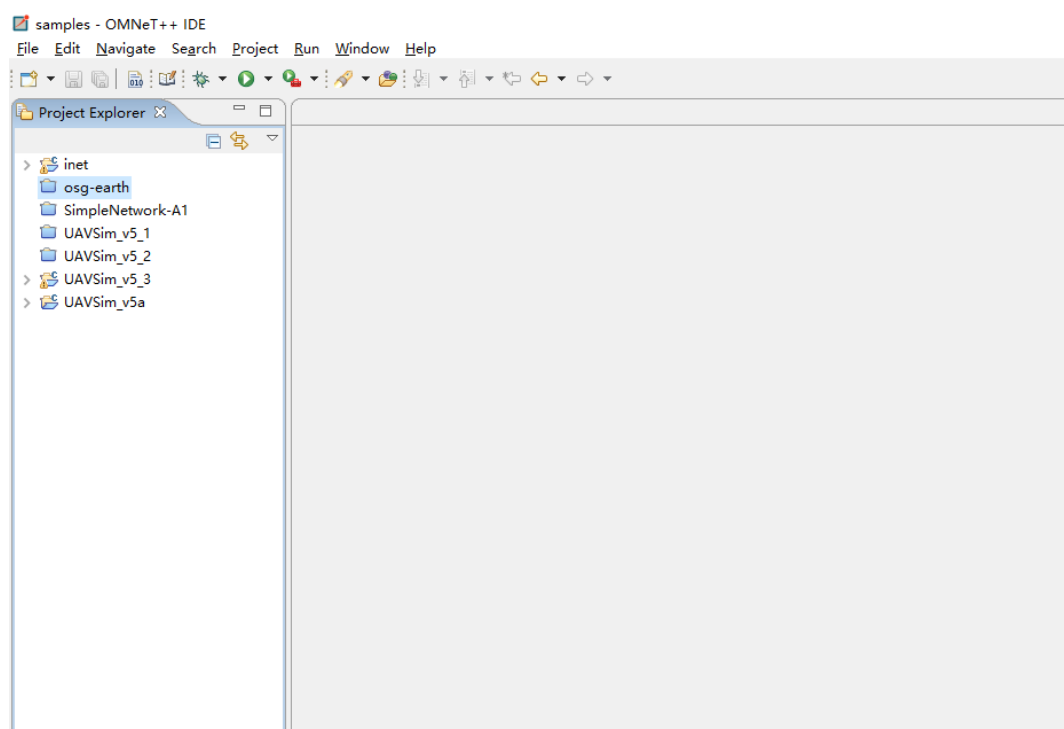 samples - OMNeT++ IDE
File Edit Navigate Search Project Run Window Help
010
Project Explorer
inet
osg-earth
SimpleNetwork-A1
UAVSim_v5_1
UAVSim_v5_2
UAVSim_v5_3
UAVSim_v5a